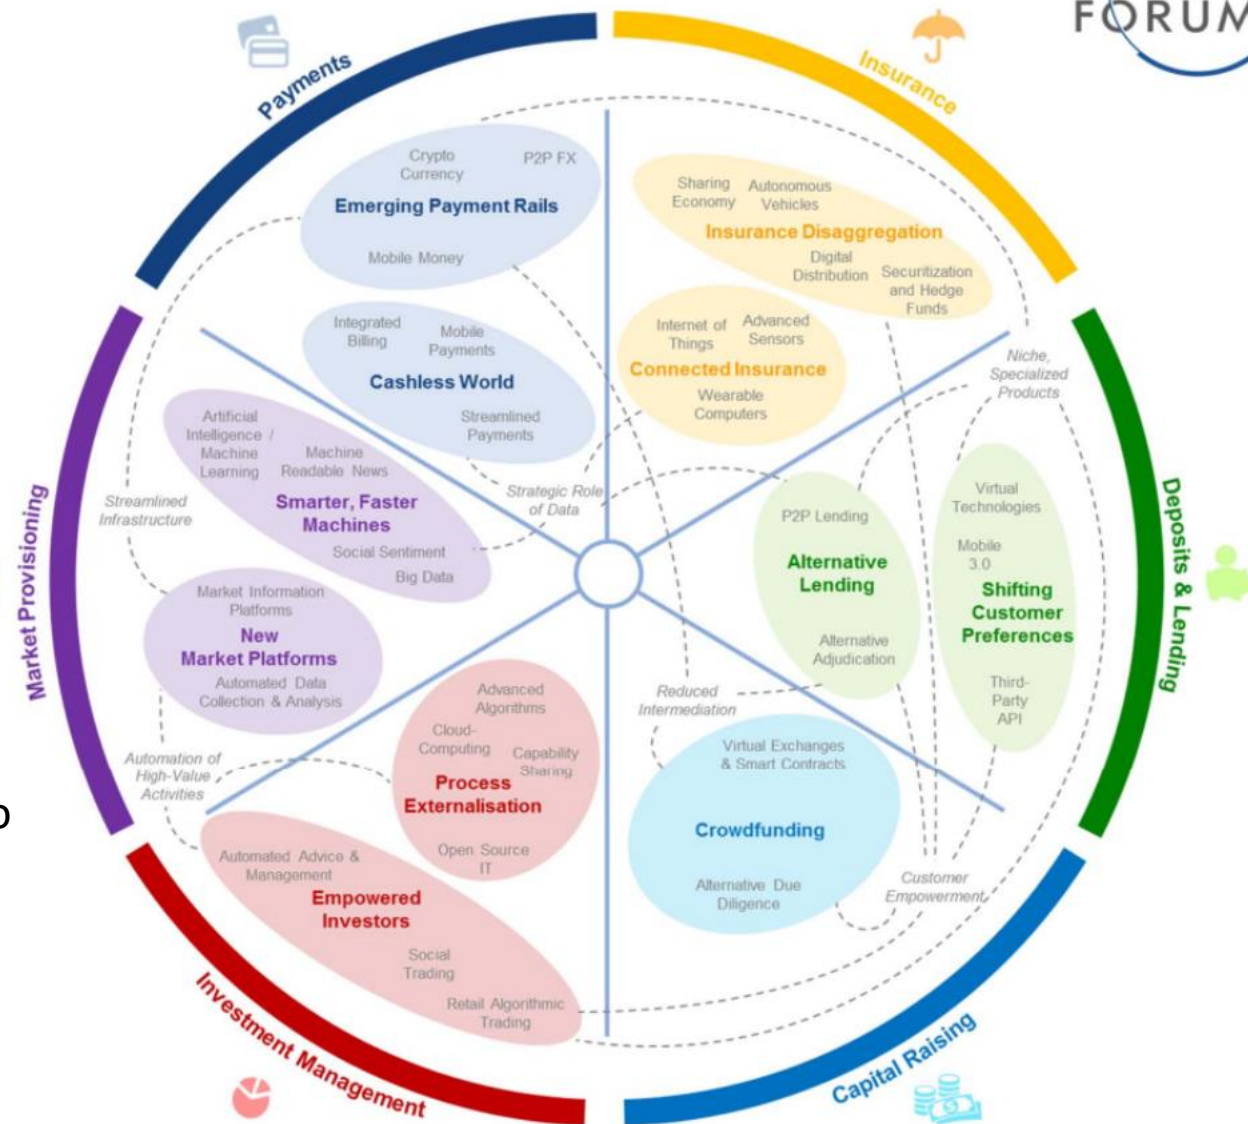 FORUM
Payments
Insurance
Crypto
Currency
P2P FX
Emerging Payment Rails
Mobile Money
Integrated
Billing
Mobile
Payments
Cashless World
Streamlined
Payments
Sharing
Economy
Autonomous
Vehicles
Insurance Disaggregation
Digital
Distribution
Securitization
and Hedge
Funds
Internet of
Things
Advanced
Sensors
Connected Insurance
Wearable
Computers
Niche,
Specialized
Products
Artificial
Intelligence /
Machine
Learning
Machine
Readable News
Smarter, Faster
Machines
Social Sentiment
Big Data
Streamlined
Infrastructure
Strategic Role
of Data
Market Provisioning
Market Information
Platforms
New
Market Platforms
Automated Data
Collection & Analysis
P2P Lending
Alternative
Lending
Alternative
Adjudication
Virtual
Technologies
Mobile
3.0
Shifting
Customer
Preferences
Third-
Party
API
Deposits & Lending
Reduced
Intermediation
Automation of
High-Value
Activities
Advanced
Algorithms
Cloud-
Computing
Capability
Sharing
Process
Externalisation
Open Source
IT
Virtual Exchanges
& Smart Contracts
Crowdfunding
Alternative Due
Diligence
Customer
Empowerment
Automated Advice &
Management
Empowered
Investors
Social
Trading
Retail Algorithmic
Trading
Investment Management
Capital Raising